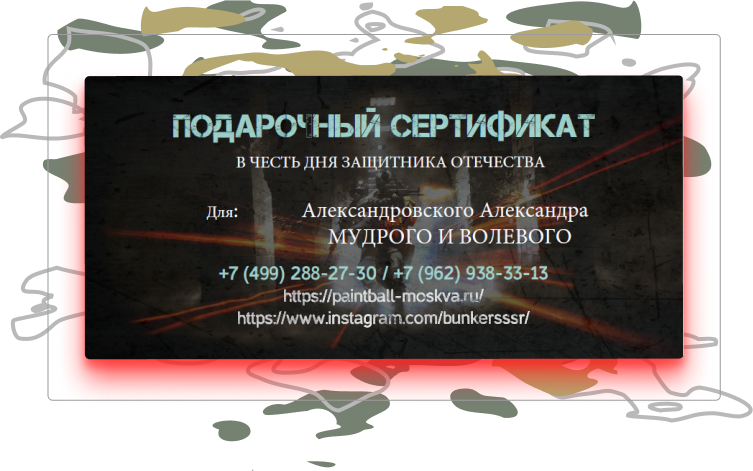 ПОДАРОЧНЫЙ СЕРТИФИКАТ
В ЧЕСТЬ ДНЯ ЗАЩИТНИКА ОТЕЧЕСТВА
Для: Александровского Александра
МУДРОГО И ВОЛЕВОГО
+7 (499) 288-27-30 / +7 (962) 938-33-13
https://paintball-moskva.ru/
https://www.instagram.com/bunkersssr/